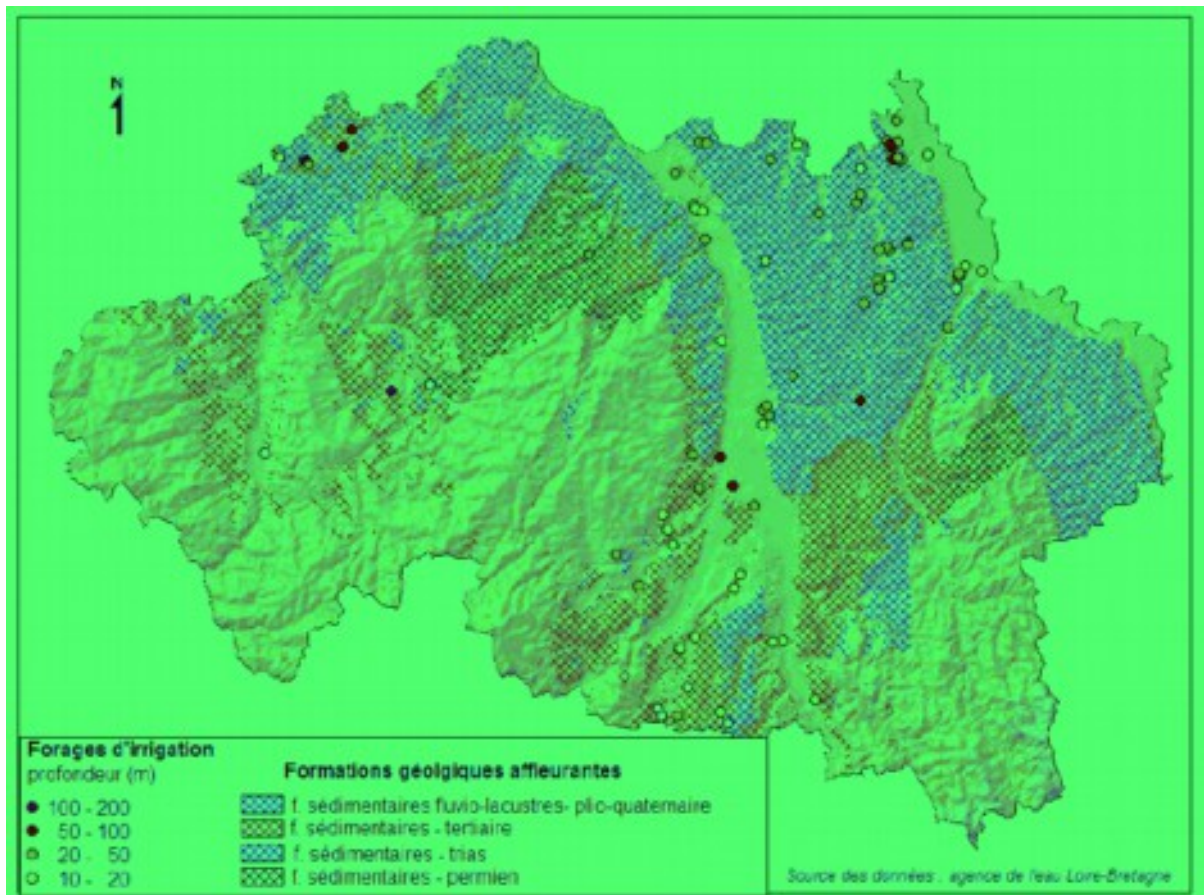 N
Forages d'irrigation
profondeur (m)
100 - 200
50 - 100
20 - 50
10 - 20
Formations géolgiques affleurantes
f. sédimentaires fluvio-lacustres- plio-quaternaire
f. sédimentaires - tertiaire
f. sédimentaires - trias
f. sédimentaires - permien
Source des données : agence de l'eau Loire-Bretagne